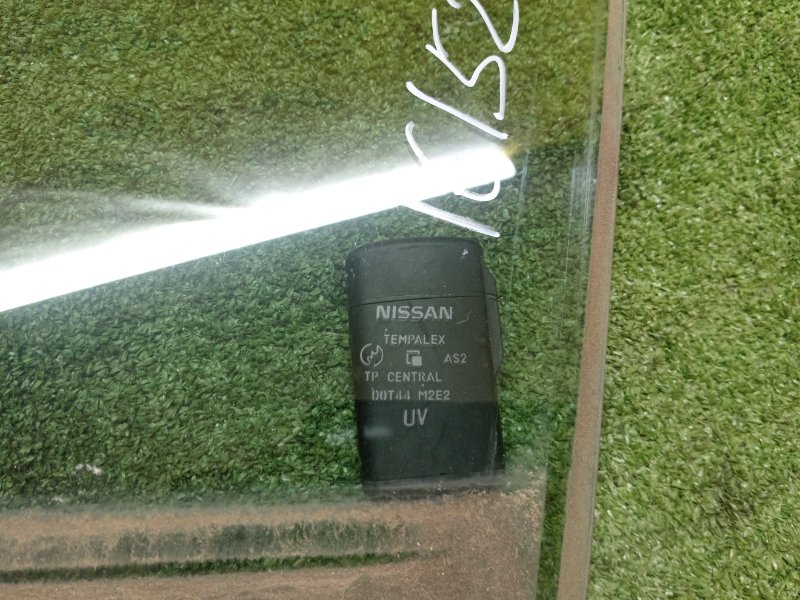 NISSAN
TEMPALEX
AS2
TP CENTRAL
DOT44 M2E2
UV